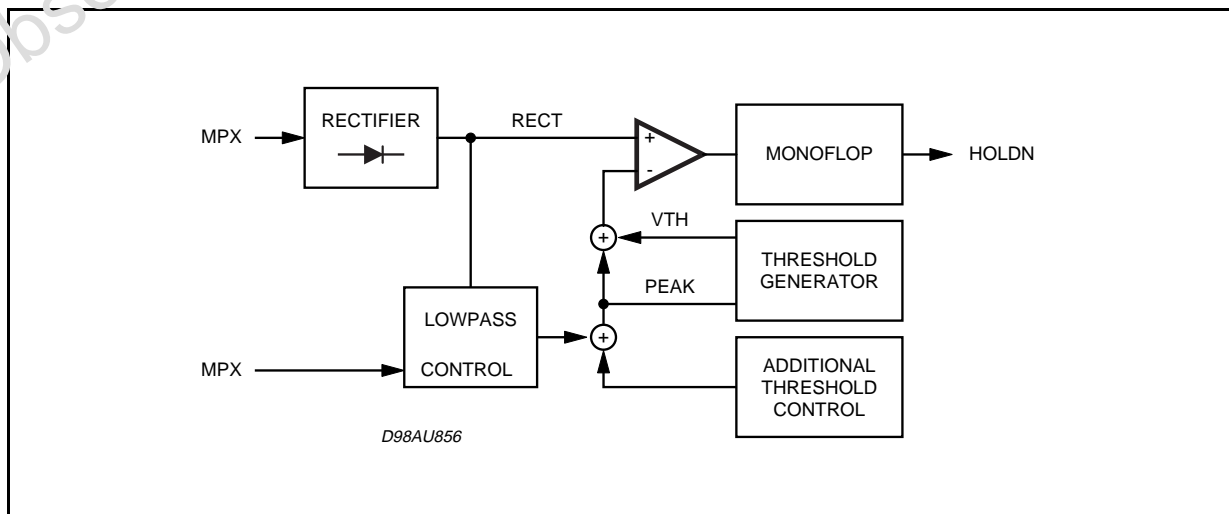 RECTIFIER
RECT
MPX
+
-
MONOFLOP
HOLDN
VTH
+
THRESHOLD
GENERATOR
PEAK
LOWPASS
CONTROL
+
MPX
ADDITIONAL
THRESHOLD
CONTROL
D98AU856